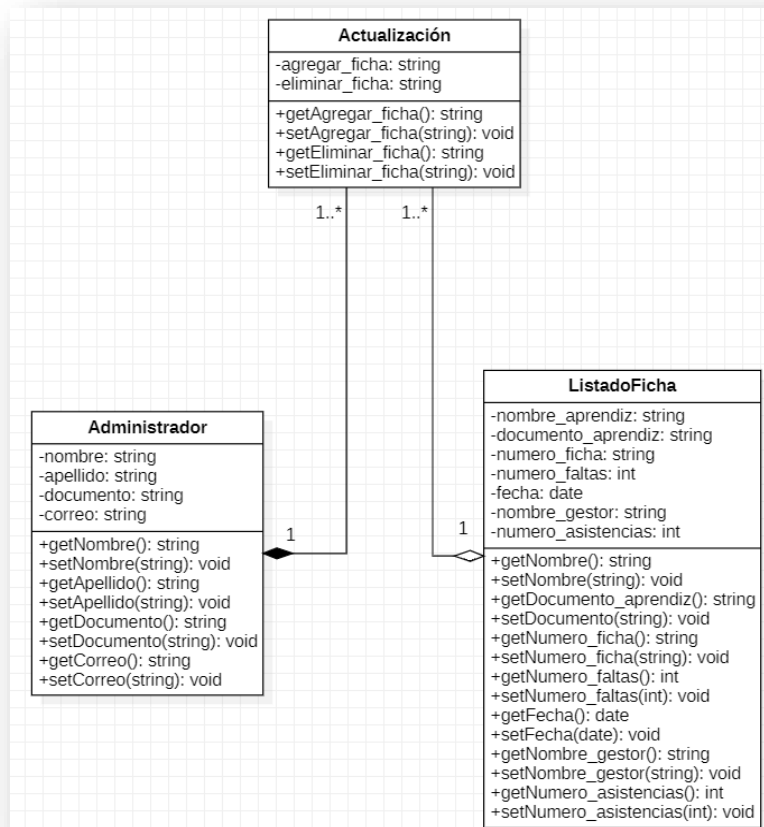 Actualización
-agregar_ficha: string
-eliminar_ficha: string
+getAgregar_ficha(): string
+setAgregar_ficha(string): void
+getEliminar_ficha(): string
+setEliminar_ficha(string): void
1..*
1..*
Administrador
-nombre: string
-apellido: string
-documento: string
-correo: string
+getNombre(): string
+setNombre(string): void
+getApellido(): string
+setApellido(string): void
+getDocumento(): string
+setDocumento(string): void
+getCorreo(): string
+setCorreo(string): void
1
1
ListadoFicha
-nombre_aprendiz: string
-documento_aprendiz: string
-numero_ficha: string
-numero_faltas: int
-fecha: date
-nombre_gestor: string
-numero_asistencias: int
+getNombre(): string
+setNombre(string): void
+getDocumento_aprendiz(): string
+setDocumento(string): void
+getNumero_ficha(): string
+setNumero_ficha(string): void
+getNumero_faltas(): int
+setNumero_faltas(int): void
+getFecha(): date
+setFecha(date): void
+getNombre_gestor(): string
+setNombre_gestor(string): void
+getNumero_asistencias(): int
+setNumero_asistencias(int): void